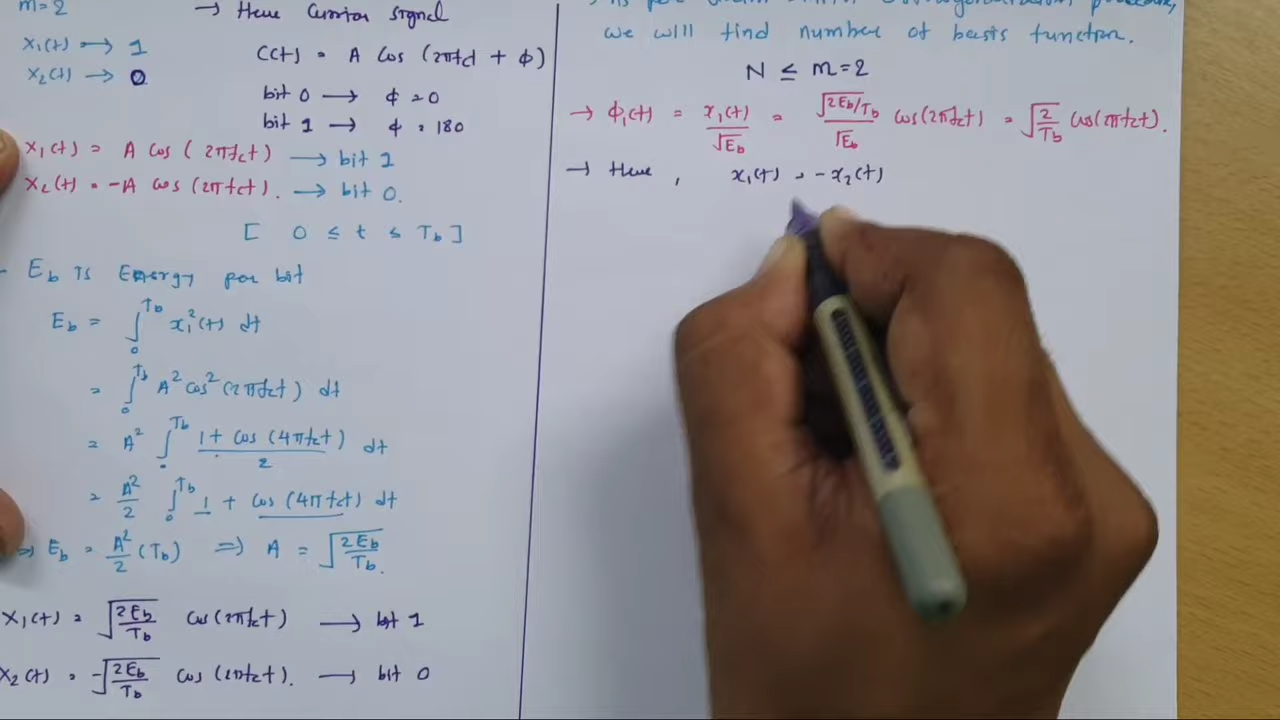 m=2
→ Here Carrier Signal
x₁(t) → 1
x₂(t) → 0
C(t) = A Cos (2πfct + φ)
bit 0 → φ = 0
bit 1 → φ = 180
x₁(t) = A cos (2πfct) → bit 1
x₂(t) = -A cos (2πfct). → bit 0.
[ 0 ≤ t ≤ Tb ]
- Eb is Energy per bit
Eb = ∫₀^Tb x₁²(t) dt
= ∫₀^Tb A² cos² (2πfct) dt
= A² ∫₀^Tb (1 + cos (4πfct))/2 dt
= A²/2 ∫₀^Tb 1 + cos (4πfct) dt
⇒ Eb = A²/2 (Tb) ⇒ A = √(2Eb/Tb).
x₁(t) = √(2Eb/Tb) cos(2πfct) → bit 1
x₂(t) = -√(2Eb/Tb) cos (2πfct). → bit 0
we will find number of basis function.
N ≤ m=2
→ φ₁(t) = x₁(t)/√Eb = √(2Eb/Tb)/√Eb cos(2πfct) = √(2/Tb) cos(2πfct).
→ Here, x₁(t) = -x₂(t)